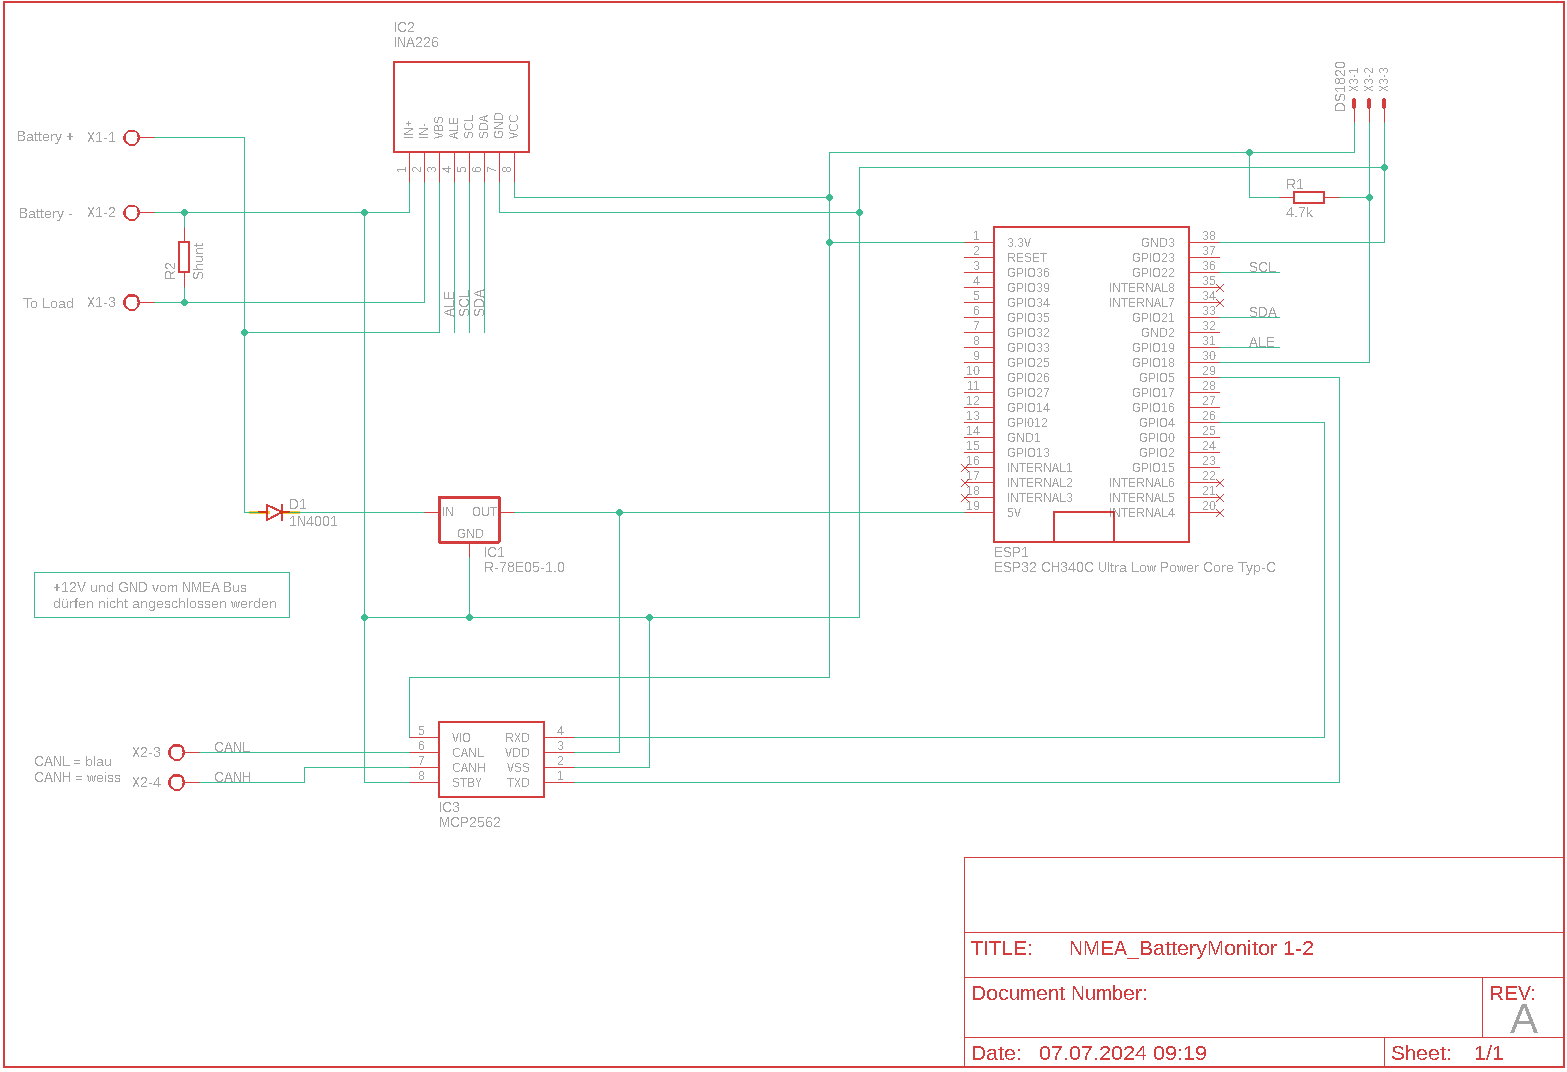 IC2
INA226
IN+
IN-
VBS
ALE
SCL
SDA
GND
VCC
1
2
3
4
5
6
7
8
DS1820
X3-1
X3-2
X3-3
Battery + X1-1
Battery - X1-2
To Load X1-3
R2
Shunt
ALE
SCL
SDA
R1
4.7k
1 3.3V GND3 38
2 RESET GPIO23 37
3 GPIO36 GPIO22 36 SCL
4 GPIO39 INTERNAL8 35
5 GPIO34 INTERNAL7 34
6 GPIO35 GPIO21 33 SDA
7 GPIO32 GND2 32
8 GPIO33 GPIO19 31 ALE
9 GPIO25 GPIO18 30
10 GPIO26 GPIO5 29
11 GPIO27 GPIO17 28
12 GPIO14 GPIO16 27
13 GPI012 GPIO4 26
14 GND1 GPIO0 25
15 GPIO13 GPIO2 24
16 INTERNAL1 GPIO15 23
17 INTERNAL2 INTERNAL6 22
18 INTERNAL3 INTERNAL5 21
19 5V INTERNAL4 20
ESP1
ESP32 CH340C Ultra Low Power Core Typ-C
D1
1N4001
IN OUT
GND
IC1
R-78E05-1.0
+12V und GND vom NMEA Bus
dürfen nicht angeschlossen werden
CANL = blau
CANH = weiss
X2-3 CANL
X2-4 CANH
5 VIO RXD 4
6 CANL VDD 3
7 CANH VSS 2
8 STBY TXD 1
IC3
MCP2562
TITLE: NMEA_BatteryMonitor 1-2
Document Number:
REV:
A
Date: 07.07.2024 09:19
Sheet: 1/1